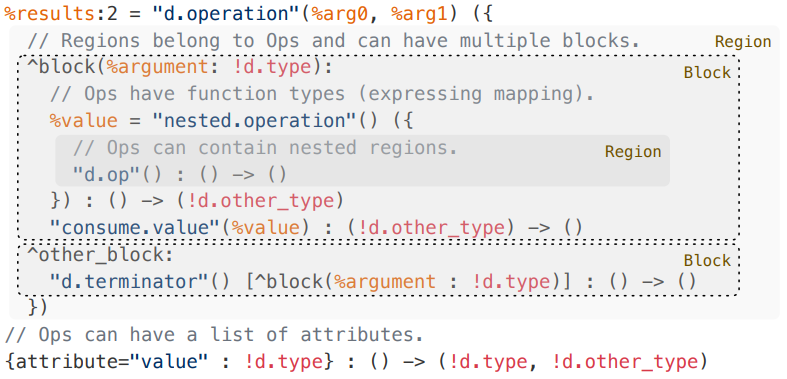 %results:2 = "d.operation"(%arg0, %arg1) ({
// Regions belong to Ops and can have multiple blocks.
Region
^block(%argument: !d.type):
Block
// Ops have function types (expressing mapping).
%value = "nested.operation"() ({
// Ops can contain nested regions.
Region
"d.op"() : () -> ()
}) : () -> (!d.other_type)
"consume.value"(%value) : (!d.other_type) -> ()
^other_block:
Block
"d.terminator"() [^block(%argument : !d.type)] : () -> ()
})
// Ops can have a list of attributes.
{attribute="value" : !d.type} : () -> (!d.type, !d.other_type)